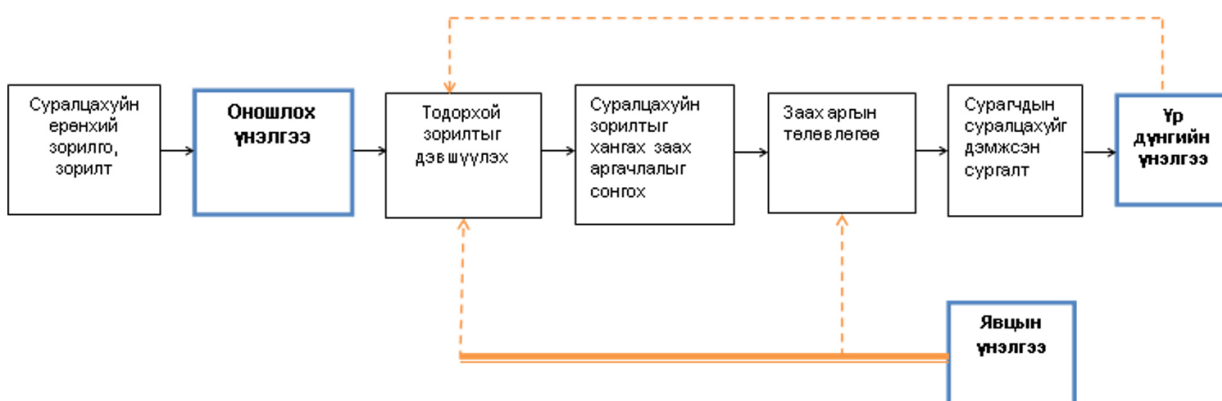 Суралцахуйн
ерөнхий
зорилго,
зорилт
Оношлох
үнэлгээ
Тодорхой
зорилтыг
дэвшүүлэх
Суралцахуйн
зорилтыг
хангах заах
аргачлалыг
сонгох
Заах аргын
төлөвлөгөө
Сурагчдын
суралцахуйг
дэмжсэн
сургалт
Үр
дүнгийн
үнэлгээ
Явцын
үнэлгээ